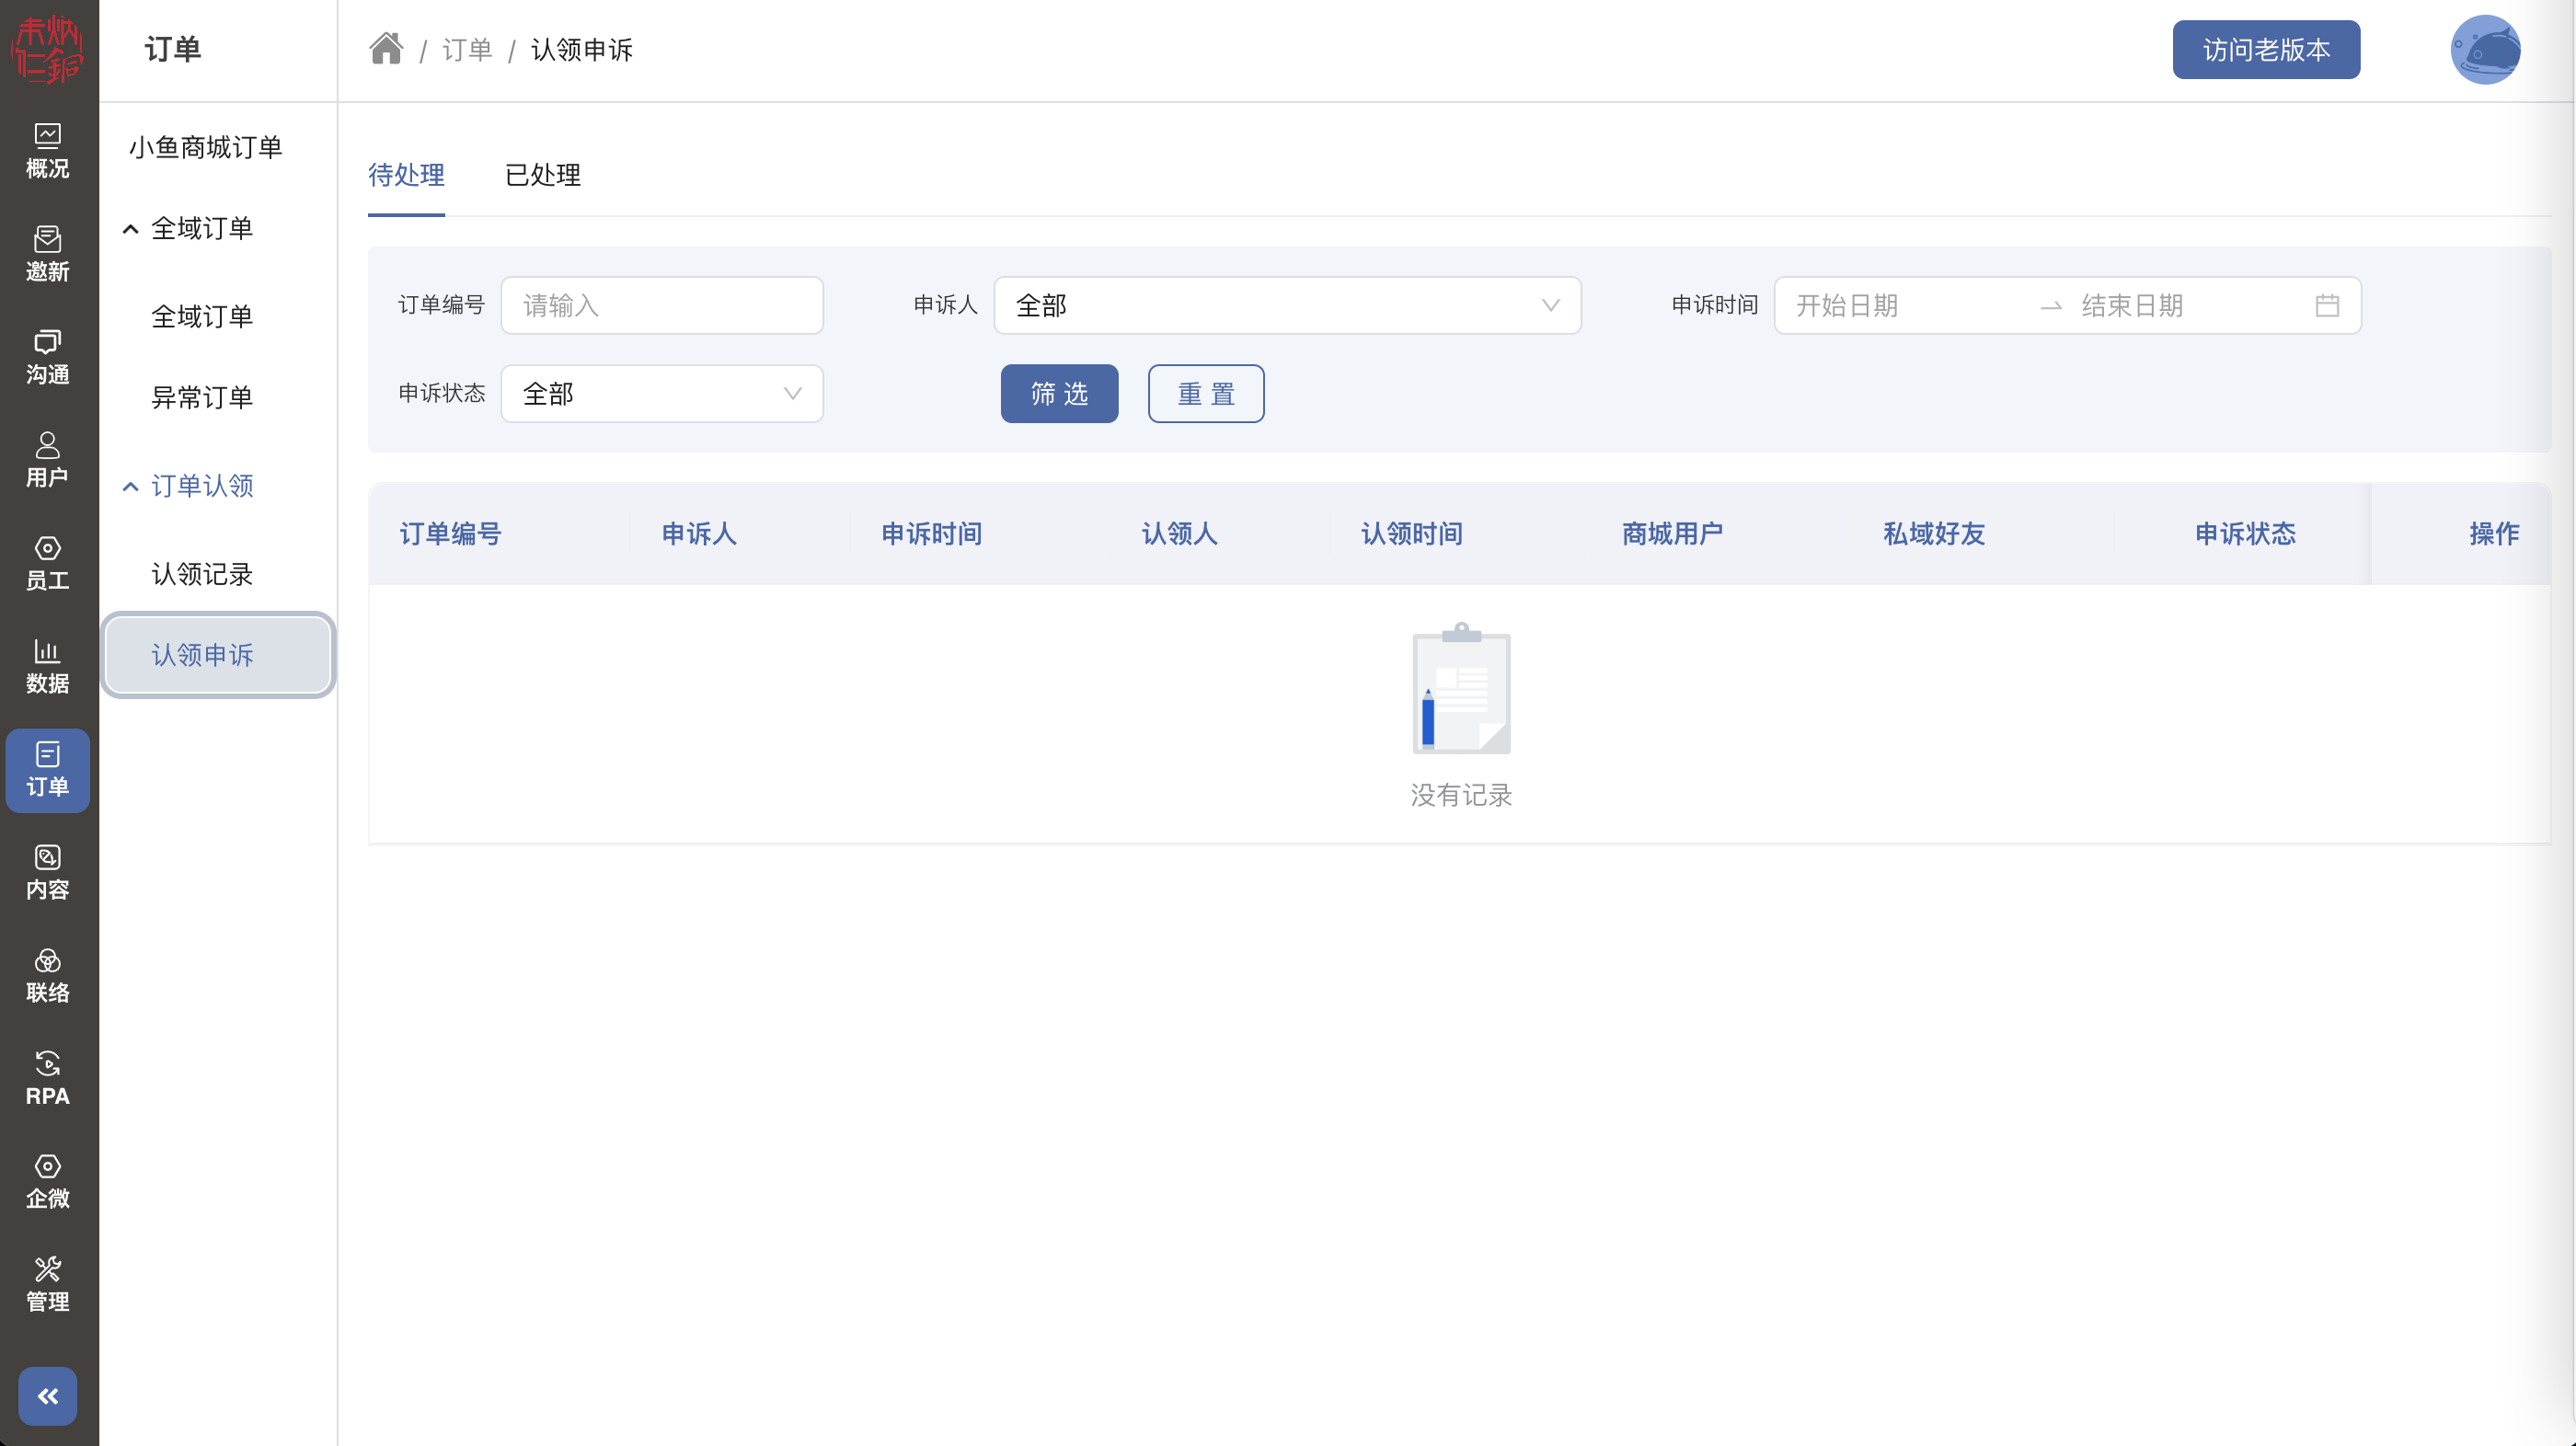 朱炳仁銅
订单
/ 订单 / 认领申诉
访问老版本
概况
邀新
沟通
用户
员工
数据
订单
内容
联络
RPA
企微
管理
小鱼商城订单
全域订单
全域订单
异常订单
订单认领
认领记录
认领申诉
待处理 已处理
订单编号 请输入 申诉人 全部 申诉时间 开始日期 结束日期
申诉状态 全部 筛 选 重 置
订单编号 申诉人 申诉时间 认领人 认领时间 商城用户 私域好友 申诉状态 操作
没有记录